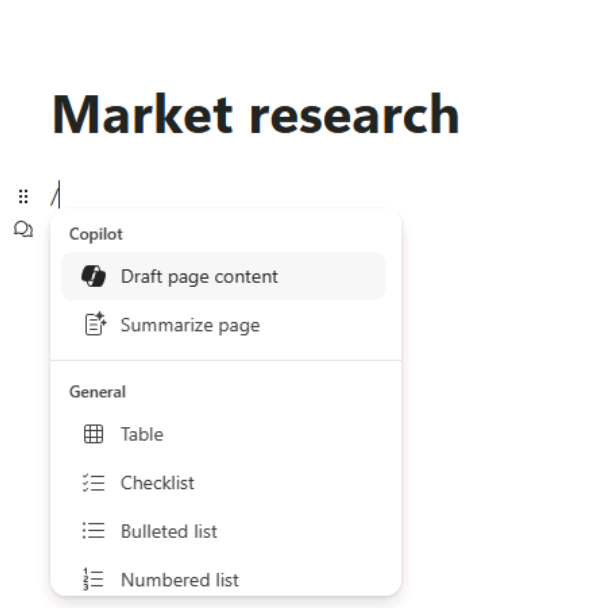 Market research
/
Copilot
Draft page content
Summarize page
General
Table
Checklist
Bulleted list
Numbered list